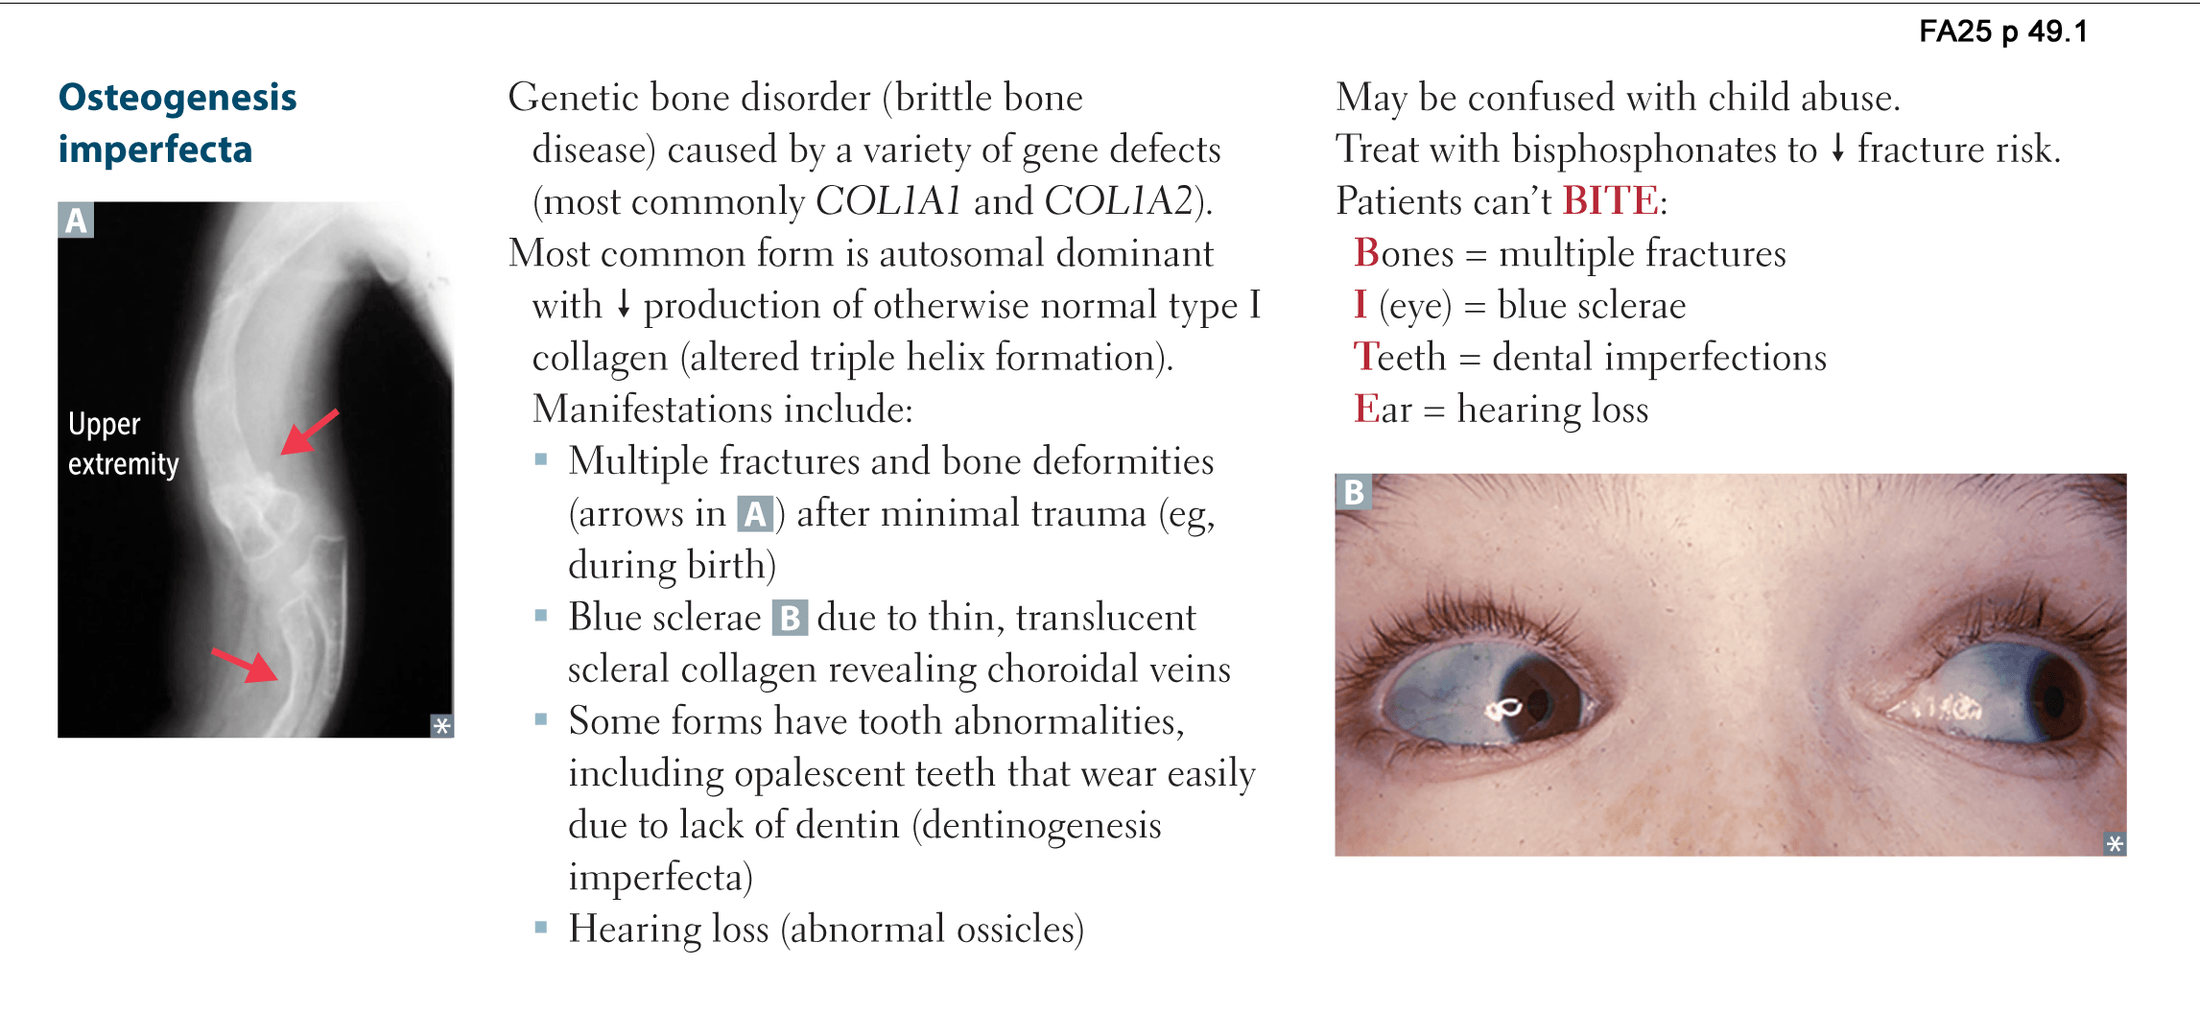 FA25 p 49.1
Osteogenesis
imperfecta
A
Upper
extremity
*
Genetic bone disorder (brittle bone
disease) caused by a variety of gene defects
(most commonly COL1A1 and COL1A2).
Most common form is autosomal dominant
with ↓ production of otherwise normal type I
collagen (altered triple helix formation).
Manifestations include:
▪ Multiple fractures and bone deformities
(arrows in A) after minimal trauma (eg,
during birth)
▪ Blue sclerae B due to thin, translucent
scleral collagen revealing choroidal veins
▪ Some forms have tooth abnormalities,
including opalescent teeth that wear easily
due to lack of dentin (dentinogenesis
imperfecta)
▪ Hearing loss (abnormal ossicles)
May be confused with child abuse.
Treat with bisphosphonates to ↓ fracture risk.
Patients can’t BITE:
Bones = multiple fractures
I (eye) = blue sclerae
Teeth = dental imperfections
Ear = hearing loss
B
*